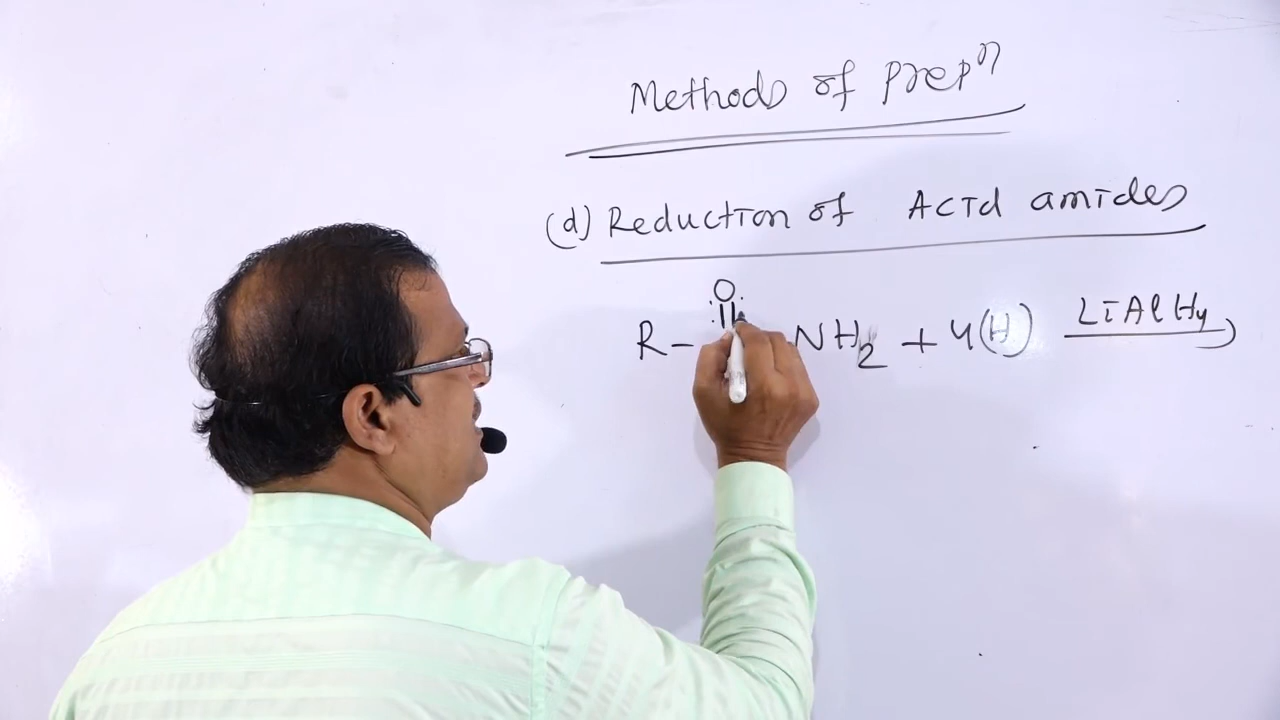 Methods of prepⁿ
(d) Reduction of Acid amides
O
R – NH₂ + 4(H) LiAlH₄